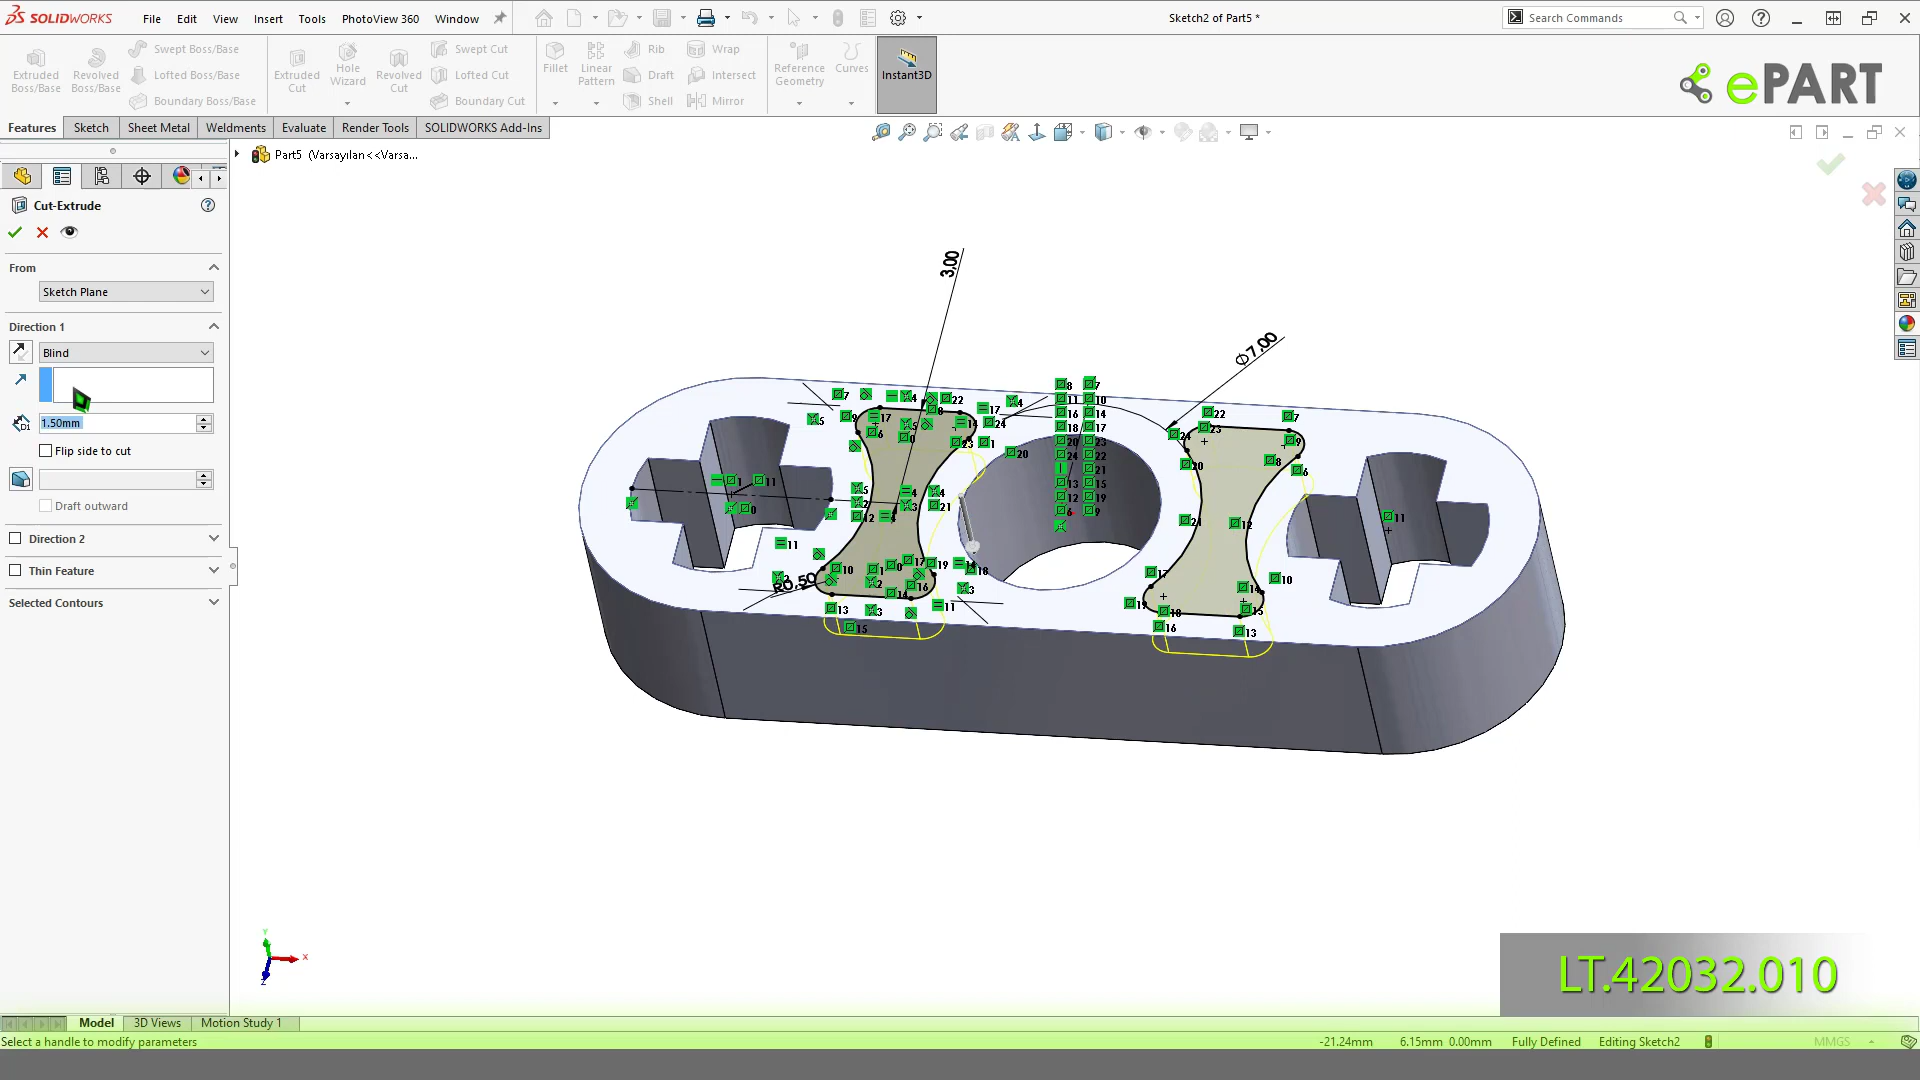 SOLIDWORKS
File Edit View Insert Tools PhotoView 360 Window
Sketch2 of Part5 *
Search Commands
Extruded Boss/Base
Revolved Boss/Base
Swept Boss/Base
Lofted Boss/Base
Boundary Boss/Base
Extruded Cut
Hole Wizard
Revolved Cut
Swept Cut
Lofted Cut
Boundary Cut
Fillet
Linear Pattern
Rib
Draft
Shell
Wrap
Intersect
Mirror
Reference Geometry
Curves
Instant3D
ePART
Features Sketch Sheet Metal Weldments Evaluate Render Tools SOLIDWORKS Add-Ins
Part5 (Varsayılan<<Varsa...
Cut-Extrude
From
Sketch Plane
Direction 1
Blind
D1
1.50mm
Flip side to cut
Draft outward
Direction 2
Thin Feature
Selected Contours
3,00
Ø7,00
R0,50
Y
X
Z
LT.42032.010
Model 3D Views Motion Study 1
Select a handle to modify parameters
-21.24mm 6.15mm 0.00mm Fully Defined Editing Sketch2 MMGS